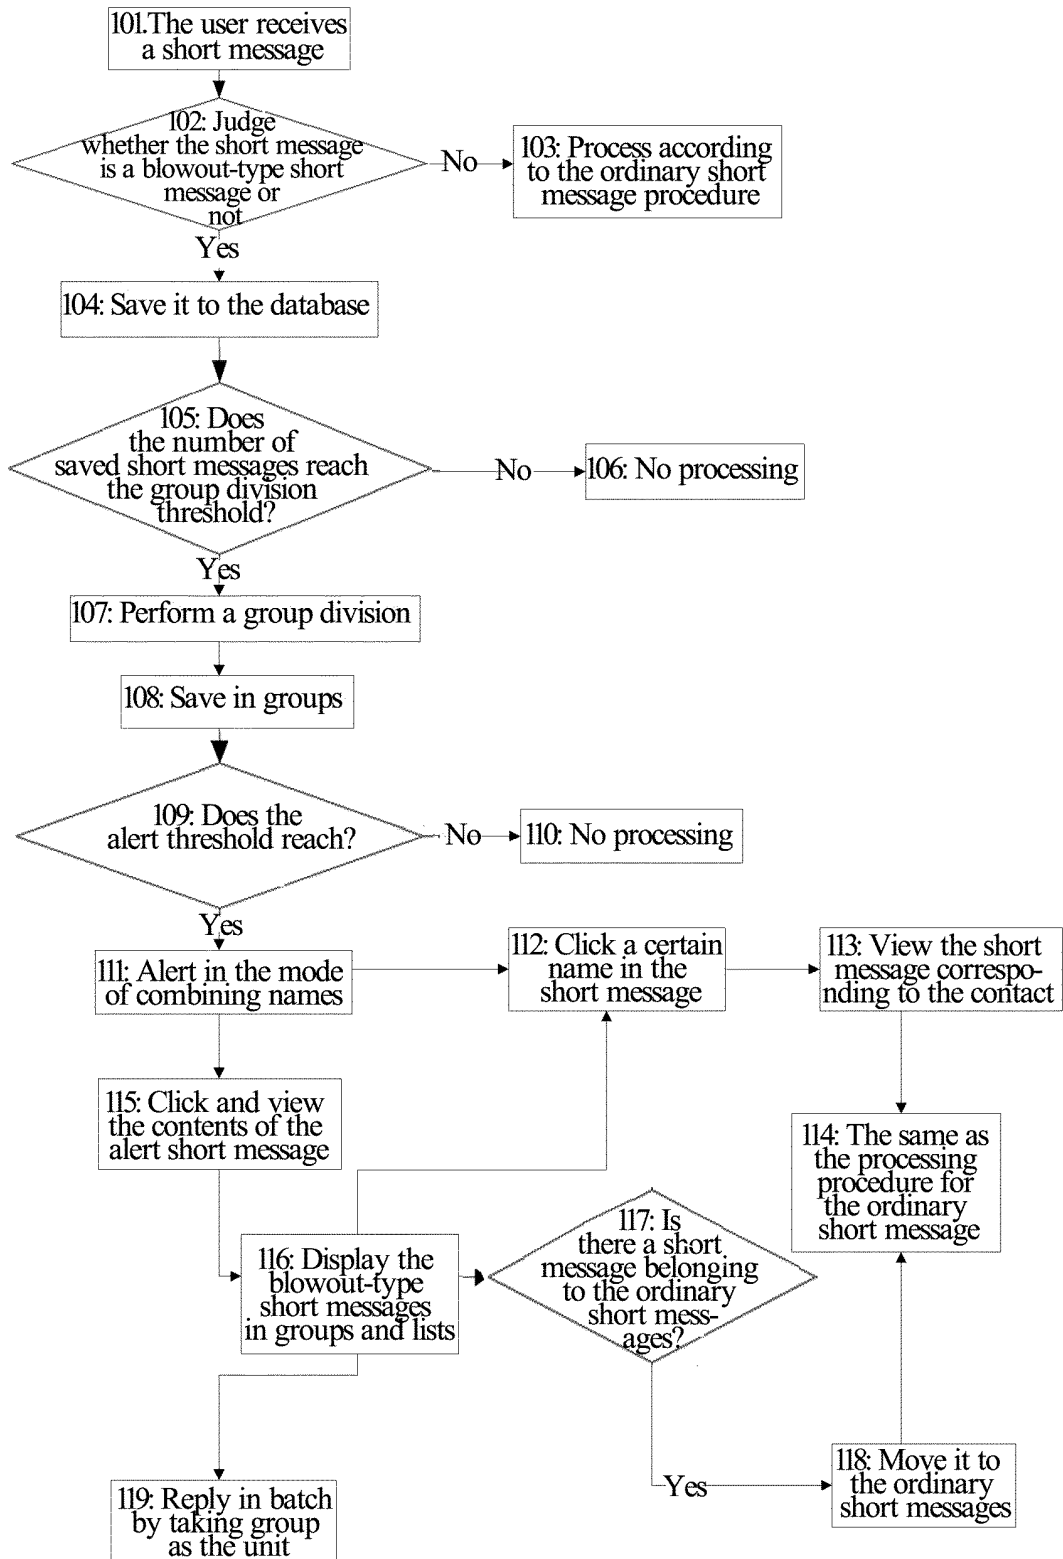 101.The user receives
a short message
102: Judge
whether the short message
is a blowout-type short
message or
not
No
103: Process according
to the ordinary short
message procedure
Yes
104: Save it to the database
105: Does
the number of
saved short messages reach
the group division
threshold?
No
106: No processing
Yes
107: Perform a group division
108: Save in groups
109: Does the
alert threshold reach?
No
110: No processing
Yes
111: Alert in the mode
of combining names
112: Click a certain
name in the
short message
113: View the short
message correspo-
nding to the contact
115: Click and view
the contents of the
alert short message
114: The same as
the processing
procedure for
the ordinary
short message
116: Display the
blowout-type
short messages
in groups and lists
117: Is
there a short
message belonging
to the ordinary
short mess-
ages?
Yes
118: Move it to
the ordinary
short messages
119: Reply in batch
by taking group
as the unit